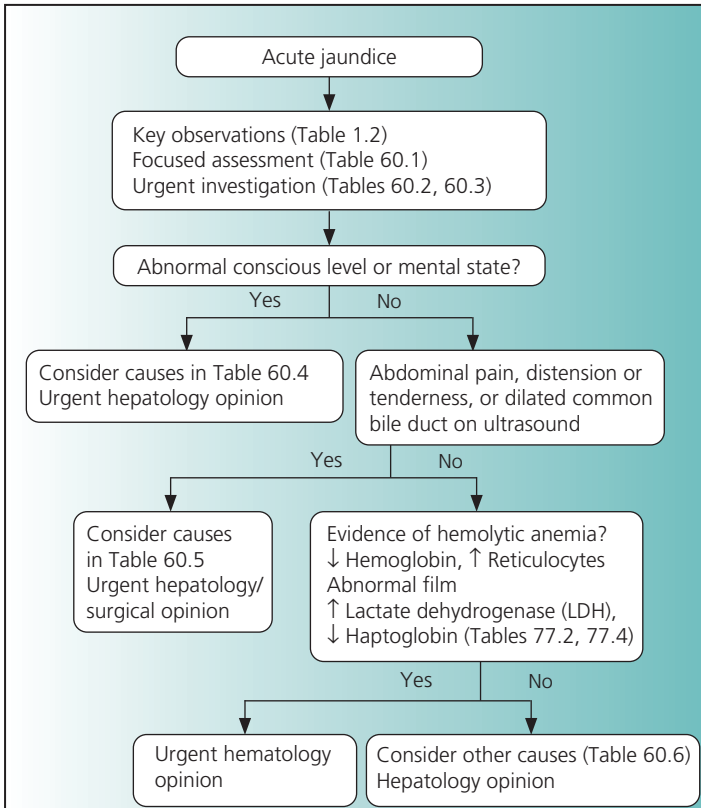 Acute jaundice
Key observations (Table 1.2)
Focused assessment (Table 60.1)
Urgent investigation (Tables 60.2, 60.3)
Abnormal conscious level or mental state?
Yes
No
Consider causes in Table 60.4
Urgent hepatology opinion
Abdominal pain, distension or
tenderness, or dilated common
bile duct on ultrasound
Yes
No
Consider causes
in Table 60.5
Urgent hepatology/
surgical opinion
Evidence of hemolytic anemia?
↓ Hemoglobin, ↑ Reticulocytes
Abnormal film
↑ Lactate dehydrogenase (LDH),
↓ Haptoglobin (Tables 77.2, 77.4)
Yes
No
Urgent hematology
opinion
Consider other causes (Table 60.6)
Hepatology opinion